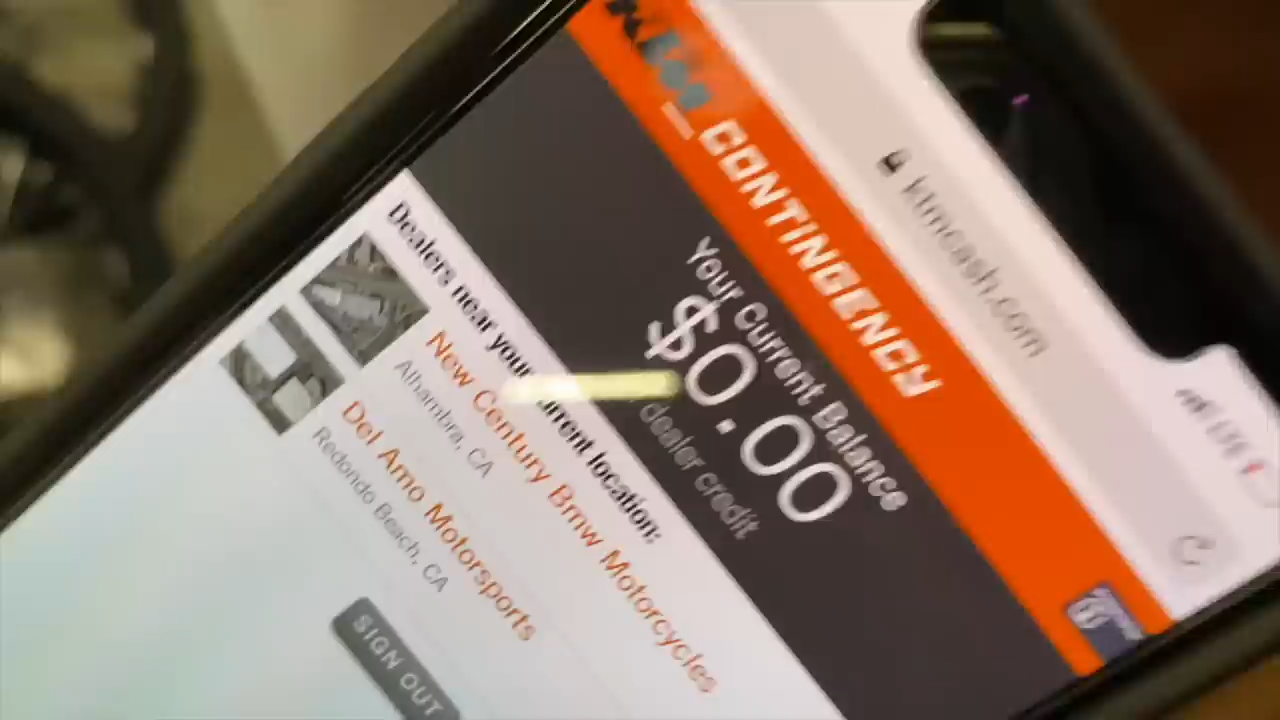 LTE
ktmcash.com
CONTINGENCY
Your Current Balance
$0.00
dealer credit
Dealers near your current location:
New Century Bmw Motorcycles
Alhambra, CA
Del Amo Motorsports
Redondo Beach, CA
SIGN OUT